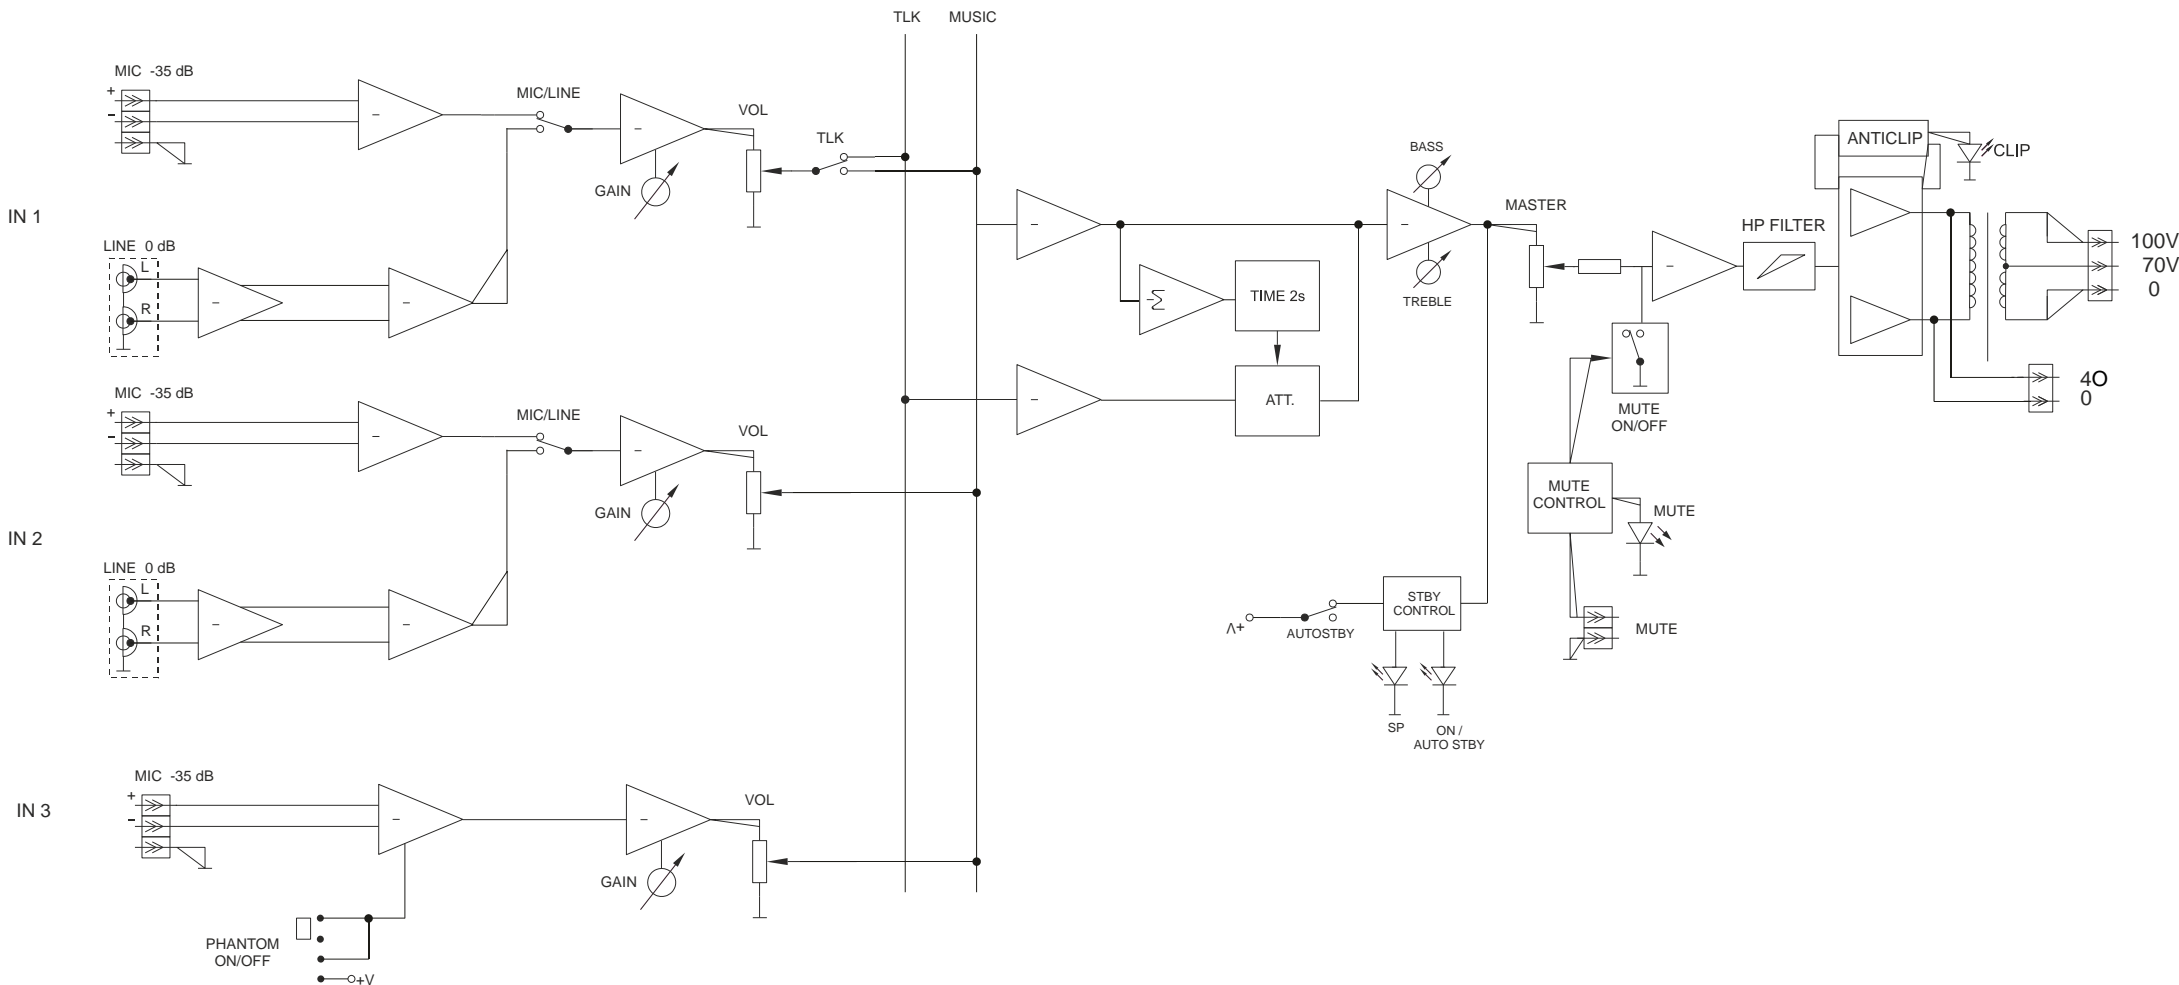 TLK MUSIC
MIC -35 dB
+
-
MIC/LINE
VOL
TLK
GAIN
IN 1
LINE 0 dB
L
R
BASS
TREBLE
MASTER
HP FILTER
ANTICLIP
CLIP
100V
70V
0
4O
0
Σ
TIME 2s
ATT.
MUTE
ON/OFF
MUTE
CONTROL
MUTE
MUTE
STBY
CONTROL
Λ+
AUTOSTBY
SP
ON /
AUTO STBY
MIC -35 dB
+
-
MIC/LINE
VOL
GAIN
IN 2
LINE 0 dB
L
R
MIC -35 dB
+
-
VOL
GAIN
IN 3
PHANTOM
ON/OFF
+V